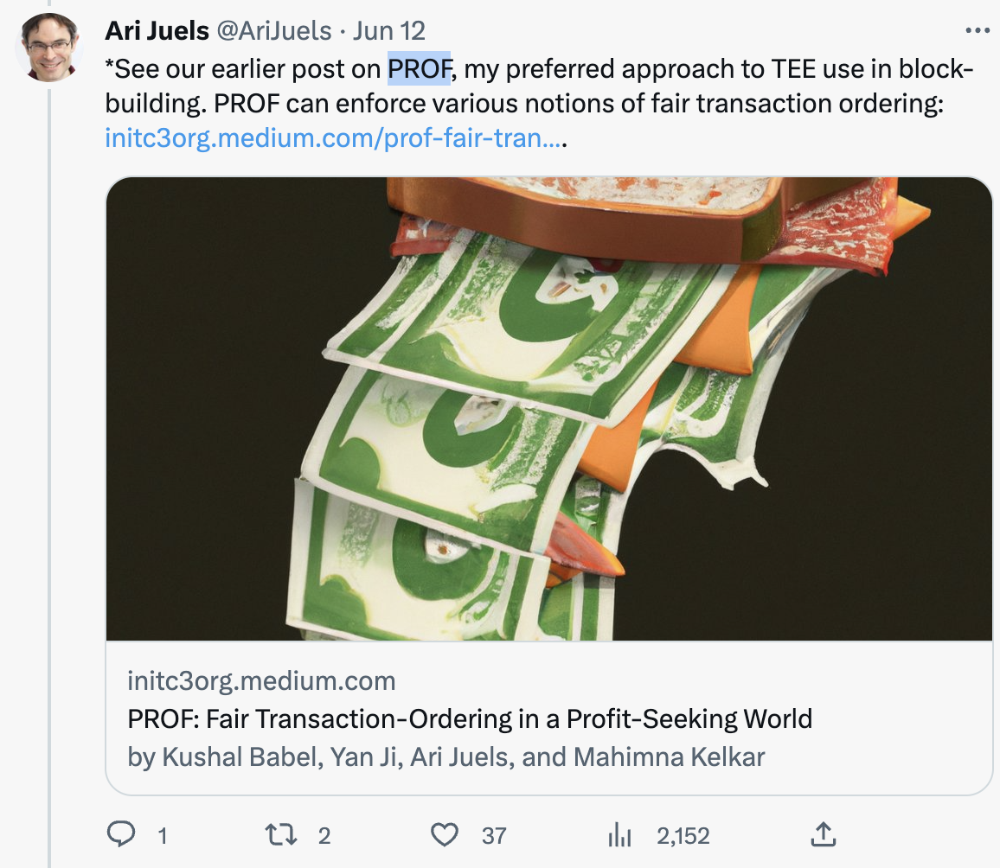 Ari Juels @AriJuels · Jun 12
*See our earlier post on PROF, my preferred approach to TEE use in block-
building. PROF can enforce various notions of fair transaction ordering:
initc3org.medium.com/prof-fair-tran….
initc3org.medium.com
PROF: Fair Transaction-Ordering in a Profit-Seeking World
by Kushal Babel, Yan Ji, Ari Juels, and Mahimna Kelkar
1 2 37 2,152